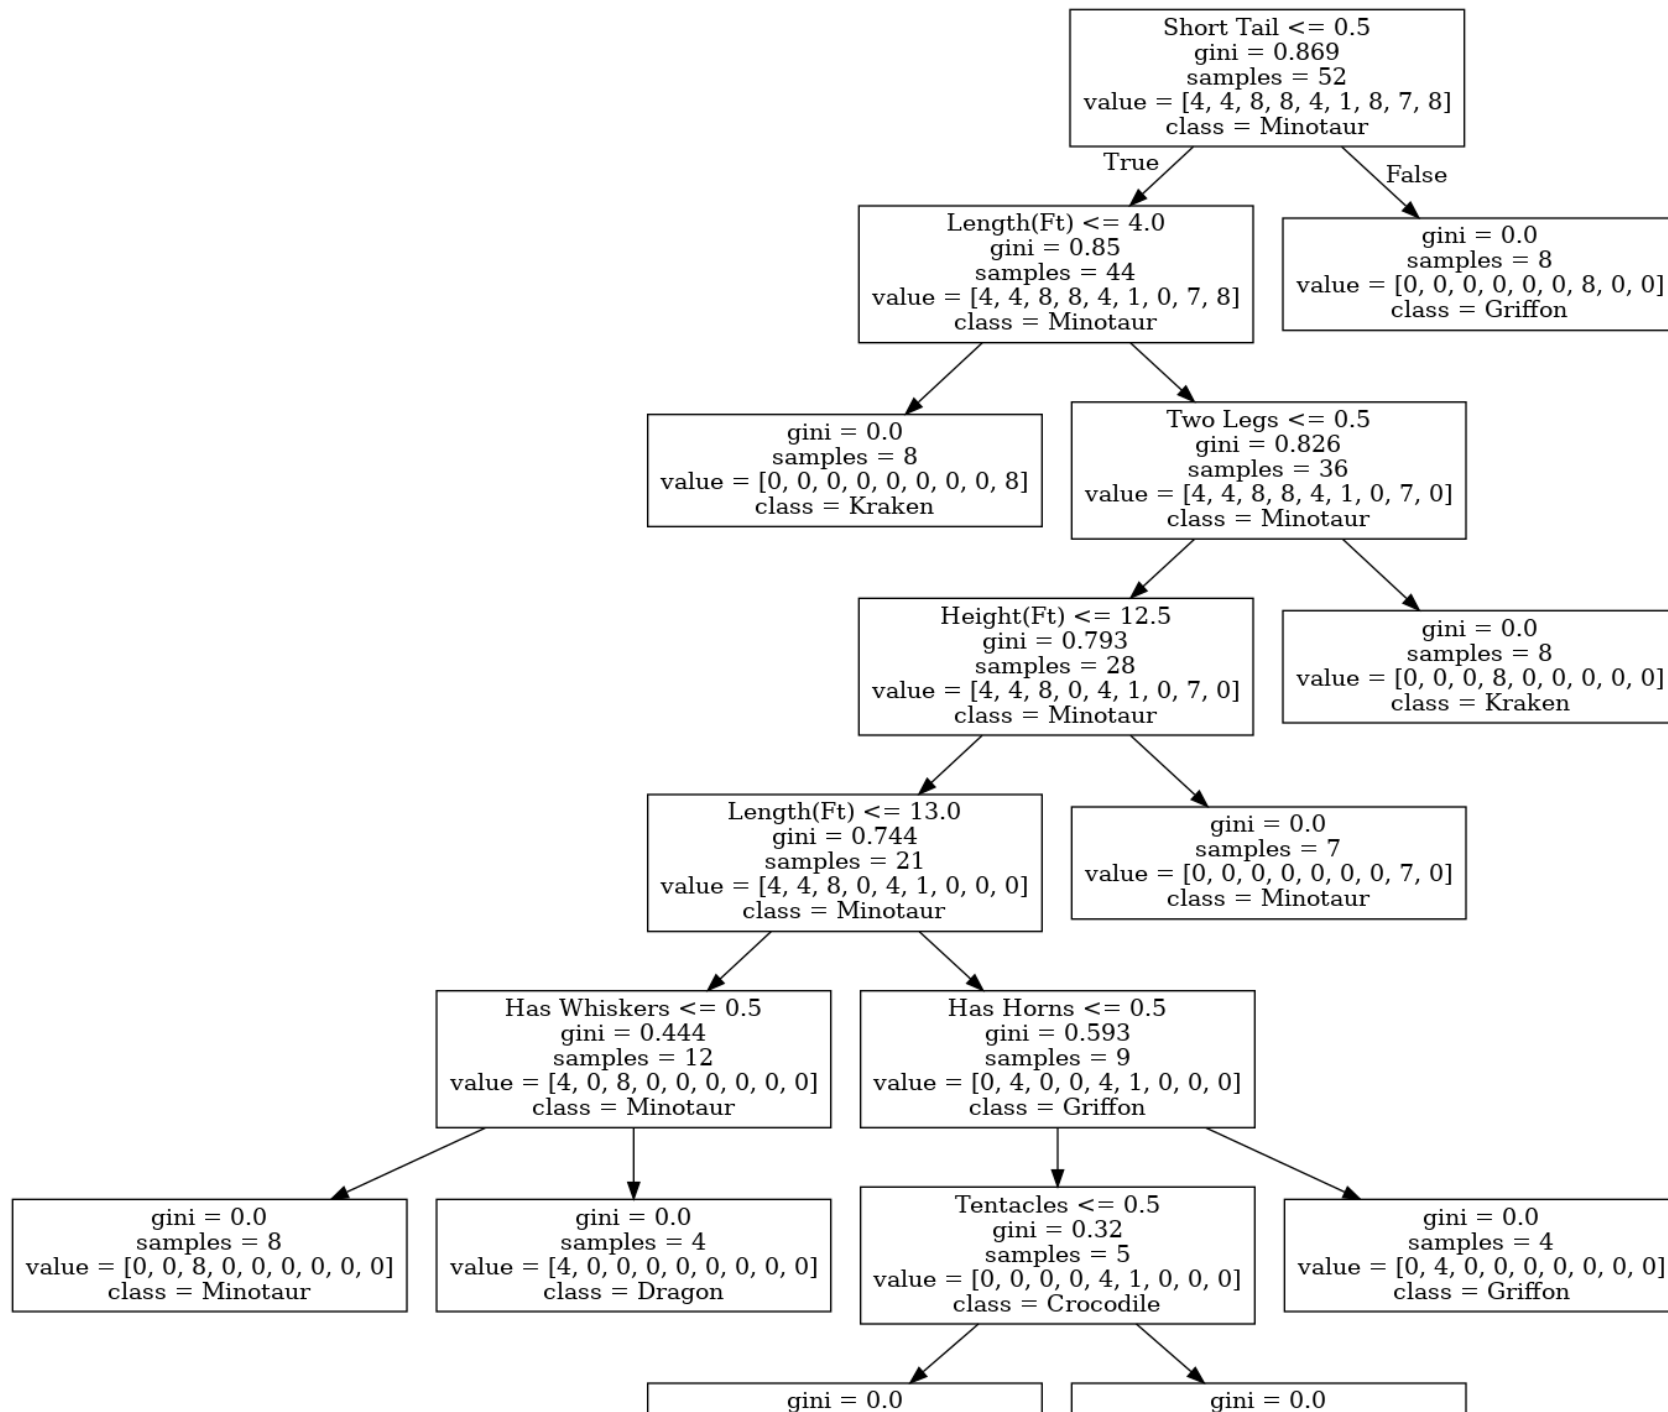 Short Tail <= 0.5
gini = 0.869
samples = 52
value = [4, 4, 8, 8, 4, 1, 8, 7, 8]
class = Minotaur
True
False
Length(Ft) <= 4.0
gini = 0.85
samples = 44
value = [4, 4, 8, 8, 4, 1, 0, 7, 8]
class = Minotaur
gini = 0.0
samples = 8
value = [0, 0, 0, 0, 0, 0, 8, 0, 0]
class = Griffon
gini = 0.0
samples = 8
value = [0, 0, 0, 0, 0, 0, 0, 0, 8]
class = Kraken
Two Legs <= 0.5
gini = 0.826
samples = 36
value = [4, 4, 8, 8, 4, 1, 0, 7, 0]
class = Minotaur
Height(Ft) <= 12.5
gini = 0.793
samples = 28
value = [4, 4, 8, 0, 4, 1, 0, 7, 0]
class = Minotaur
gini = 0.0
samples = 8
value = [0, 0, 0, 8, 0, 0, 0, 0, 0]
class = Kraken
Length(Ft) <= 13.0
gini = 0.744
samples = 21
value = [4, 4, 8, 0, 4, 1, 0, 0, 0]
class = Minotaur
gini = 0.0
samples = 7
value = [0, 0, 0, 0, 0, 0, 0, 7, 0]
class = Minotaur
Has Whiskers <= 0.5
gini = 0.444
samples = 12
value = [4, 0, 8, 0, 0, 0, 0, 0, 0]
class = Minotaur
Has Horns <= 0.5
gini = 0.593
samples = 9
value = [0, 4, 0, 0, 4, 1, 0, 0, 0]
class = Griffon
gini = 0.0
samples = 8
value = [0, 0, 8, 0, 0, 0, 0, 0, 0]
class = Minotaur
gini = 0.0
samples = 4
value = [4, 0, 0, 0, 0, 0, 0, 0, 0]
class = Dragon
Tentacles <= 0.5
gini = 0.32
samples = 5
value = [0, 0, 0, 0, 4, 1, 0, 0, 0]
class = Crocodile
gini = 0.0
samples = 4
value = [0, 4, 0, 0, 0, 0, 0, 0, 0]
class = Griffon
gini = 0.0
gini = 0.0